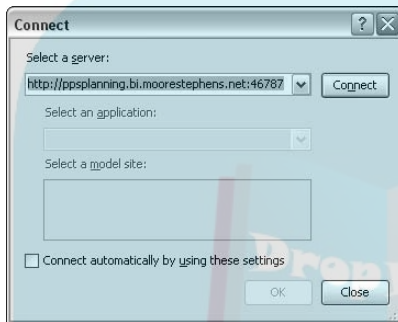 Connect
Select a server:
http://ppsplanning.bi.moorestephens.net:46787
Connect
Select an application:
Select a model site:
Connect automatically by using these settings
OK
Close